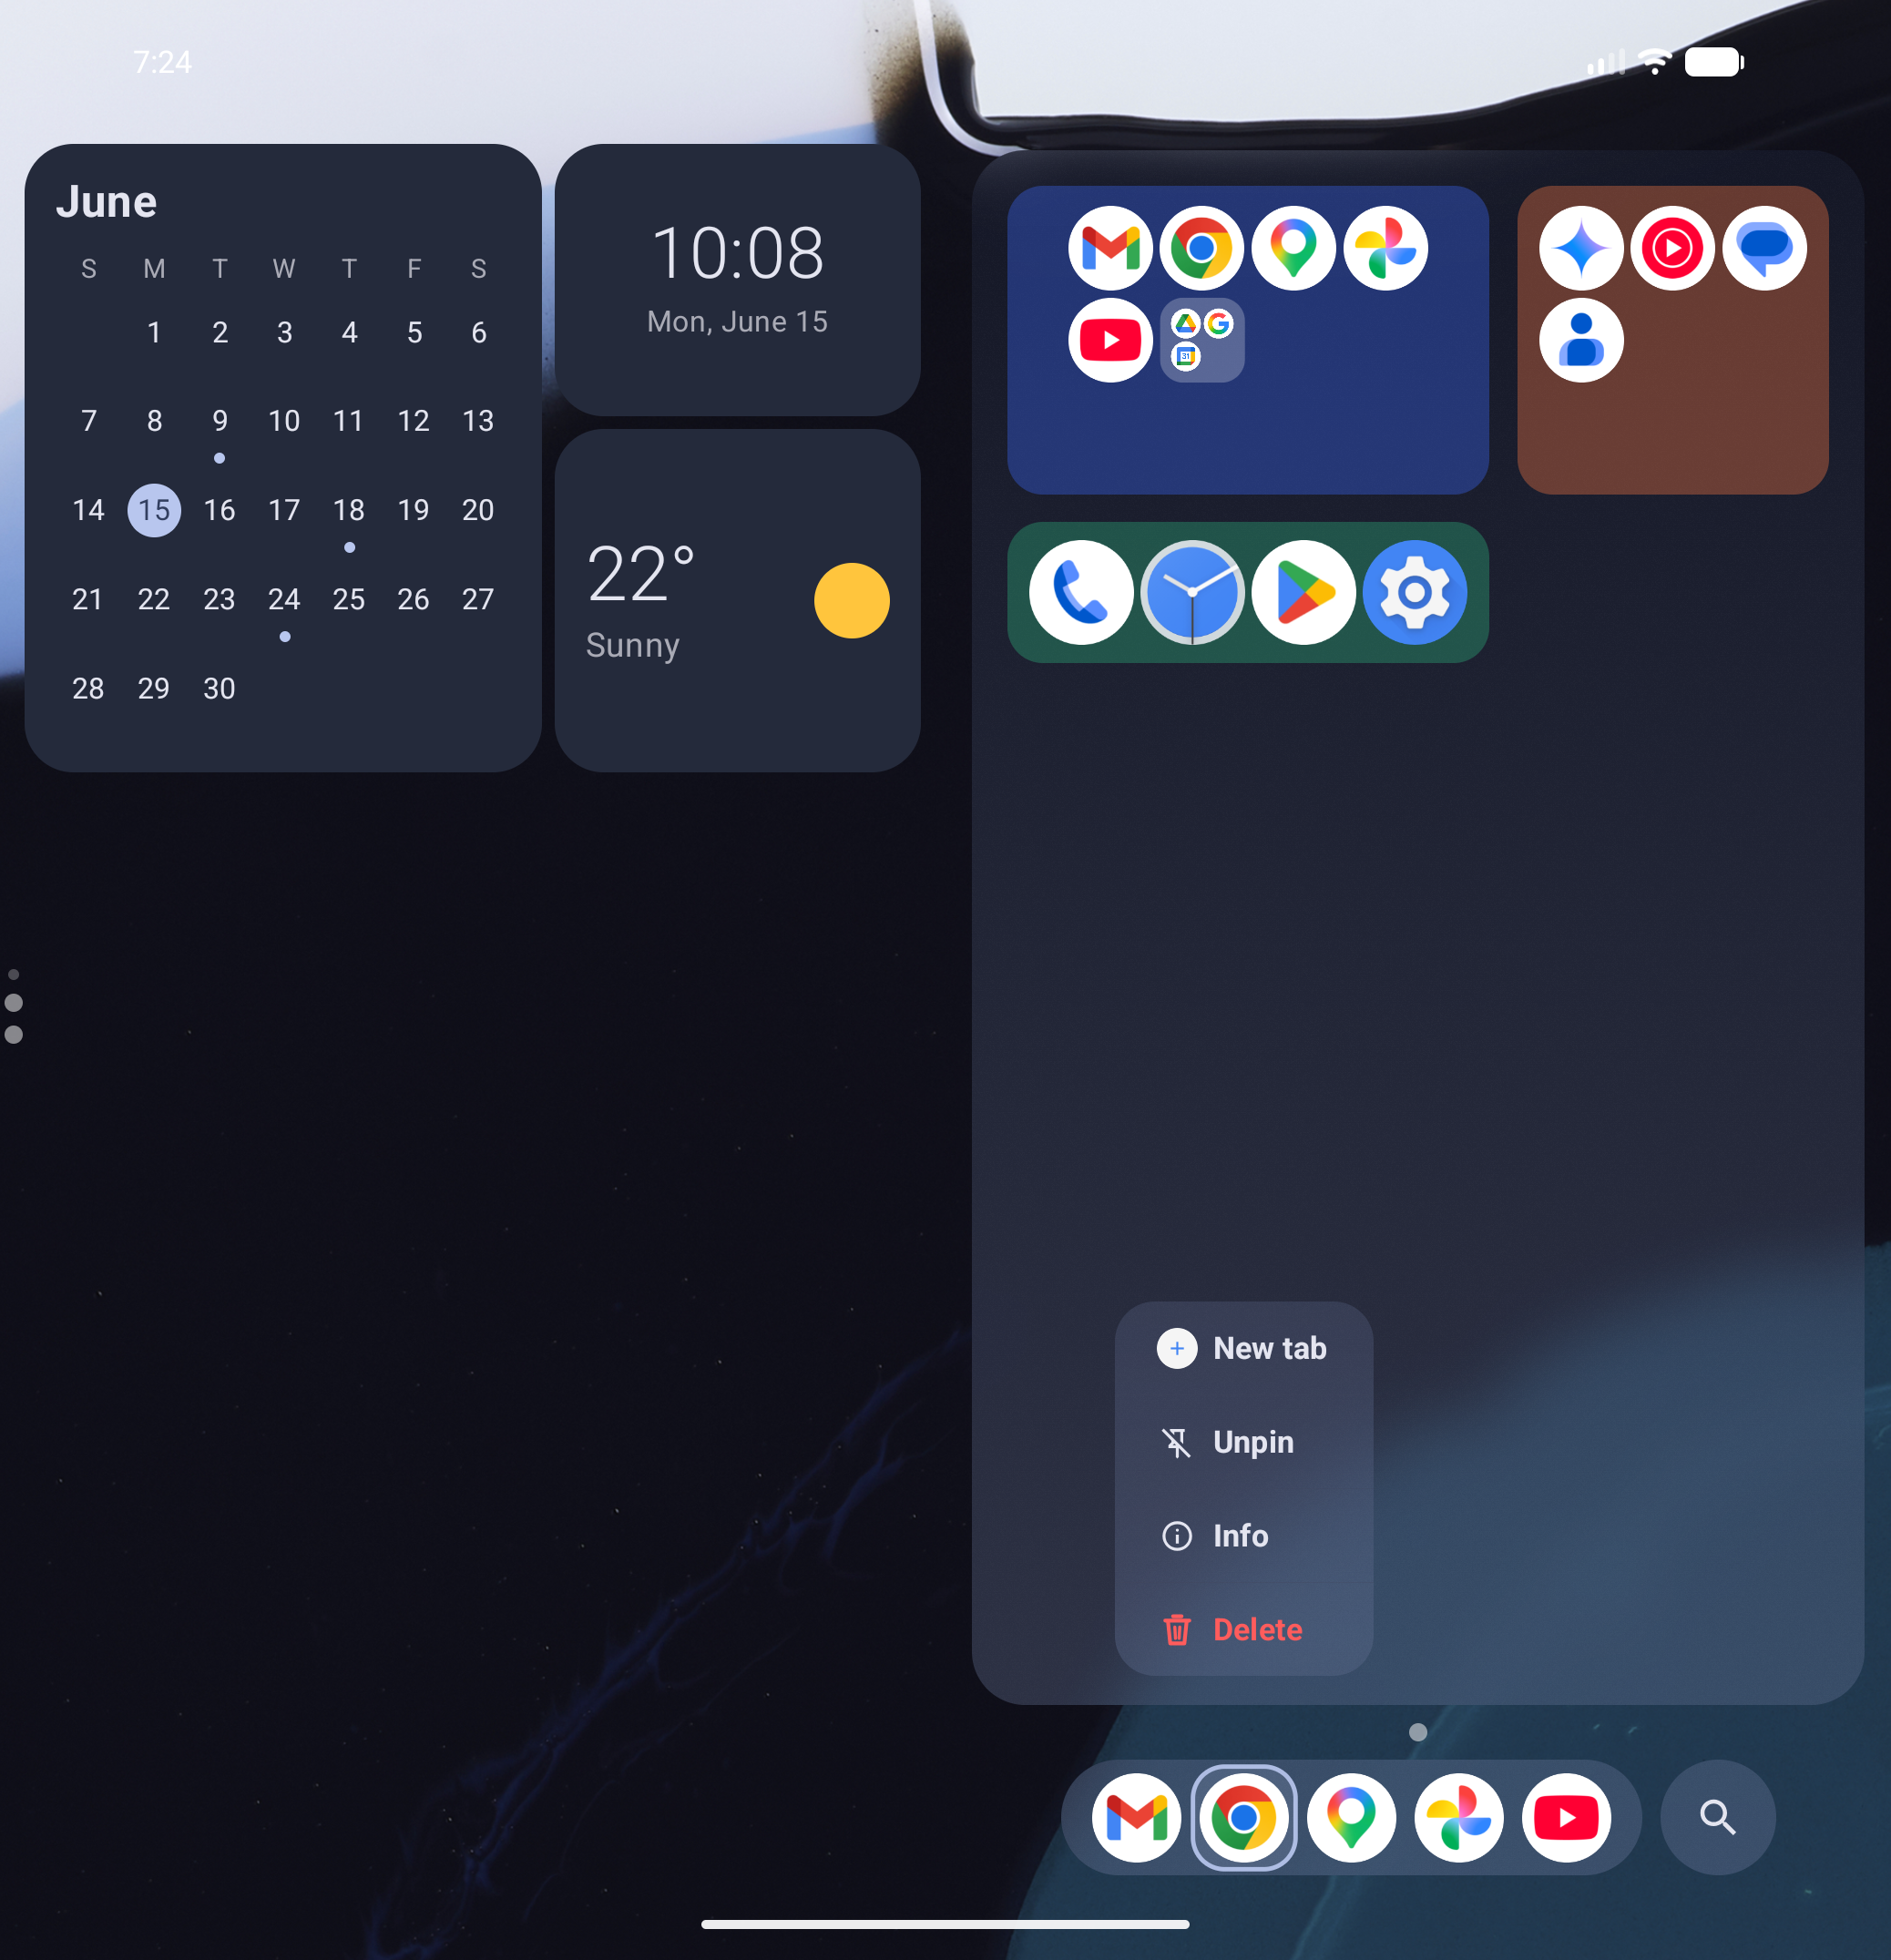 7:24
June
S M T W T F S
1 2 3 4 5 6
7 8 9 10 11 12 13
14 15 16 17 18 19 20
21 22 23 24 25 26 27
28 29 30
10:08
Mon, June 15
22°
Sunny
31
New tab
Unpin
Info
Delete